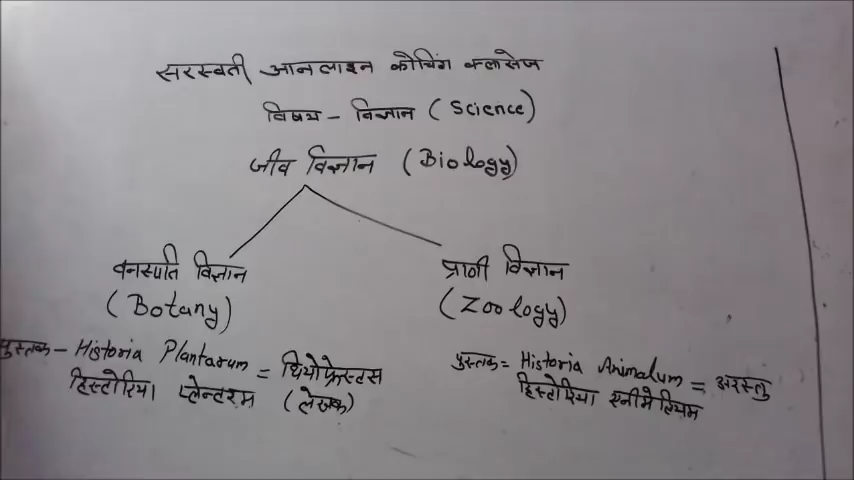 सरस्वती आनलाइन कोचिंग क्लासेज
विषय - विज्ञान (Science)
जीव विज्ञान (Biology)
वनस्पति विज्ञान
(Botany)
प्राणी विज्ञान
(Zoology)
पुस्तक - Historia Plantarum = थियोफ्रेस्टस
हिस्टोरिया प्लेन्टरम (लेखक)
पुस्तक = Historia Animalum = अरस्तु
हिस्टोरिया एनीमेलियम